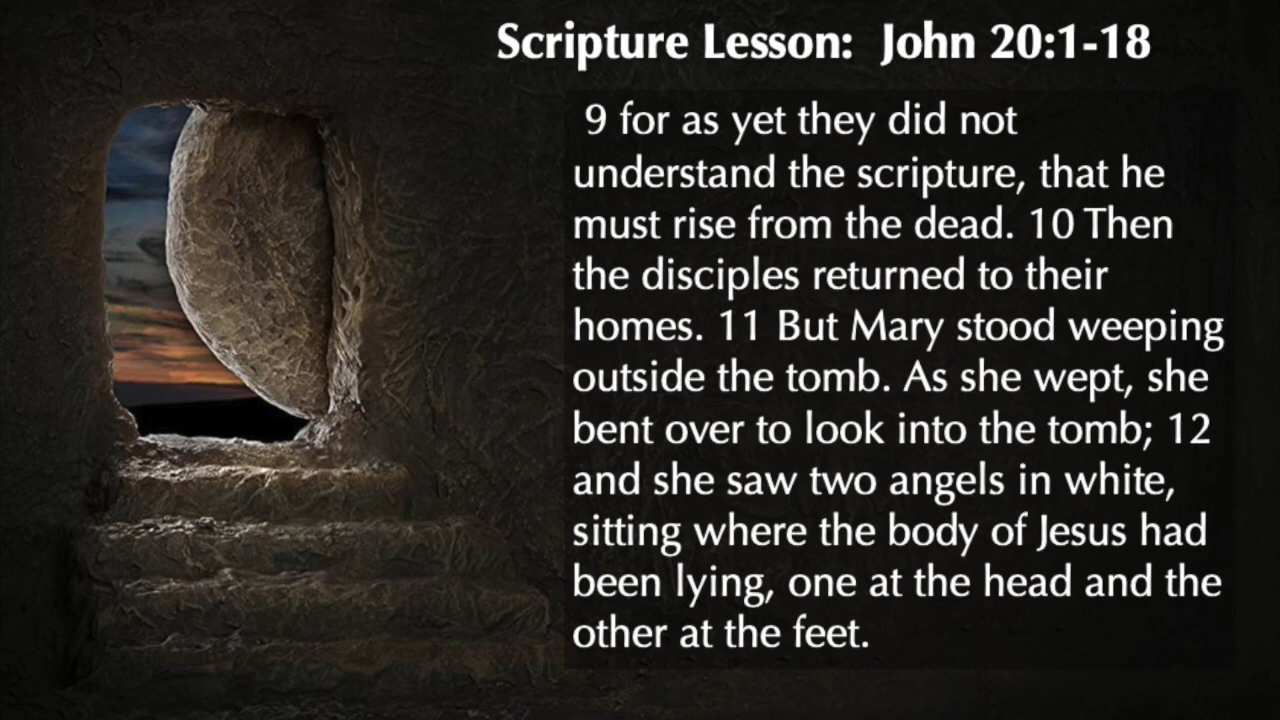 Scripture Lesson:  John 20:1-18
9 for as yet they did not
understand the scripture, that he
must rise from the dead. 10 Then
the disciples returned to their
homes. 11 But Mary stood weeping
outside the tomb. As she wept, she
bent over to look into the tomb; 12
and she saw two angels in white,
sitting where the body of Jesus had
been lying, one at the head and the
other at the feet.